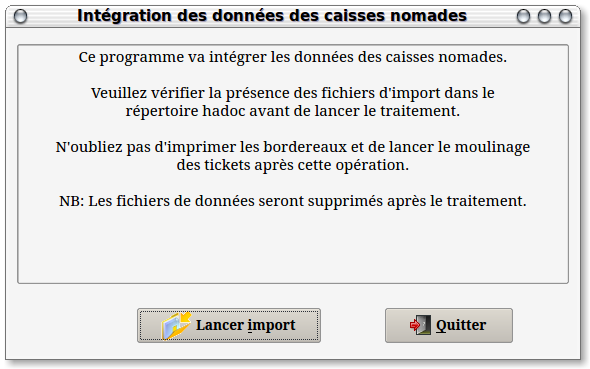 Intégration des données des caisses nomades
Ce programme va intégrer les données des caisses nomades.
Veuillez vérifier la présence des fichiers d'import dans le
répertoire hadoc avant de lancer le traitement.
N'oubliez pas d'imprimer les bordereaux et de lancer le moulinage
des tickets après cette opération.
NB: Les fichiers de données seront supprimés après le traitement.
Lancer import
Quitter